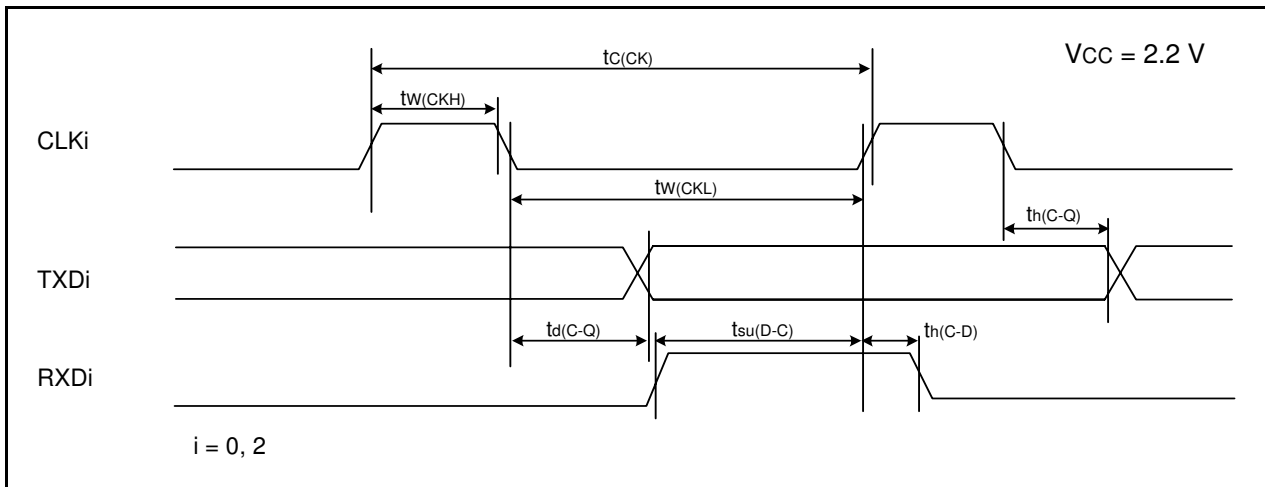 tC(CK)
VCC = 2.2 V
tW(CKH)
CLKi
tW(CKL)
th(C-Q)
TXDi
td(C-Q)
tsu(D-C)
th(C-D)
RXDi
i = 0, 2